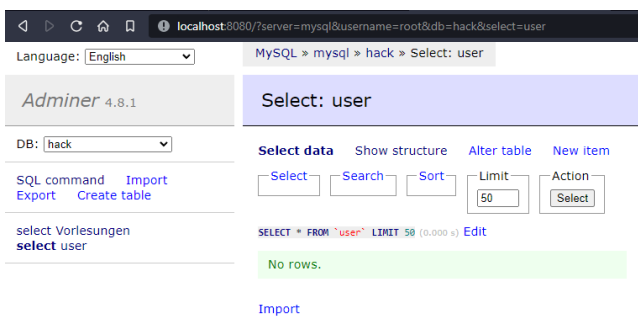 localhost:8080/?server=mysql&username=root&db=hack&select=user
Language: English
MySQL » mysql » hack » Select: user
Adminer 4.8.1
Select: user
DB: hack
Select data Show structure Alter table New item
SQL command Import
Export Create table
Select Search Sort Limit Action
50 Select
select Vorlesungen
select user
SELECT * FROM `user` LIMIT 50 (0.000 s) Edit
No rows.
Import